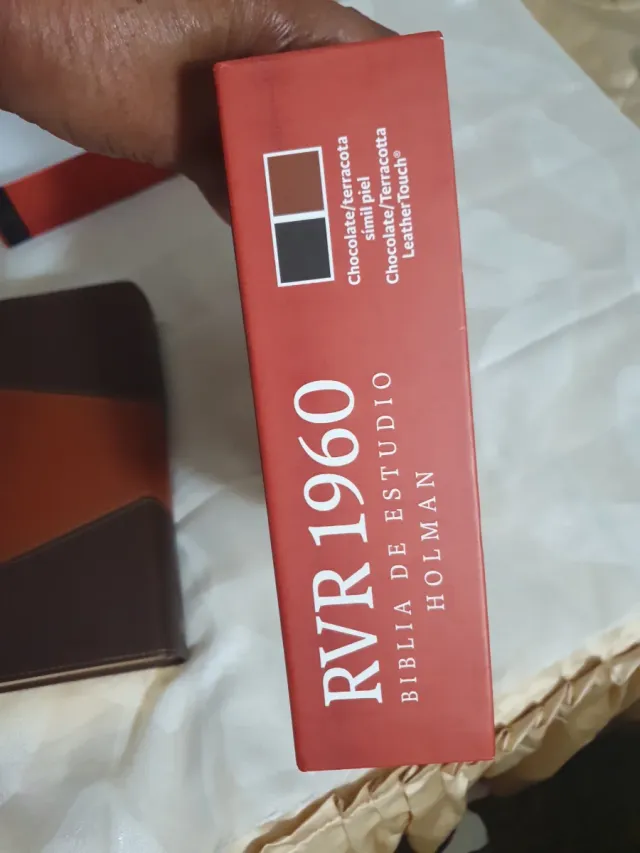 RVR 1960
BIBLIA DE ESTUDIO
HOLMAN
Chocolate/terracota
símil piel
Chocolate/Terracotta
LeatherTouch®